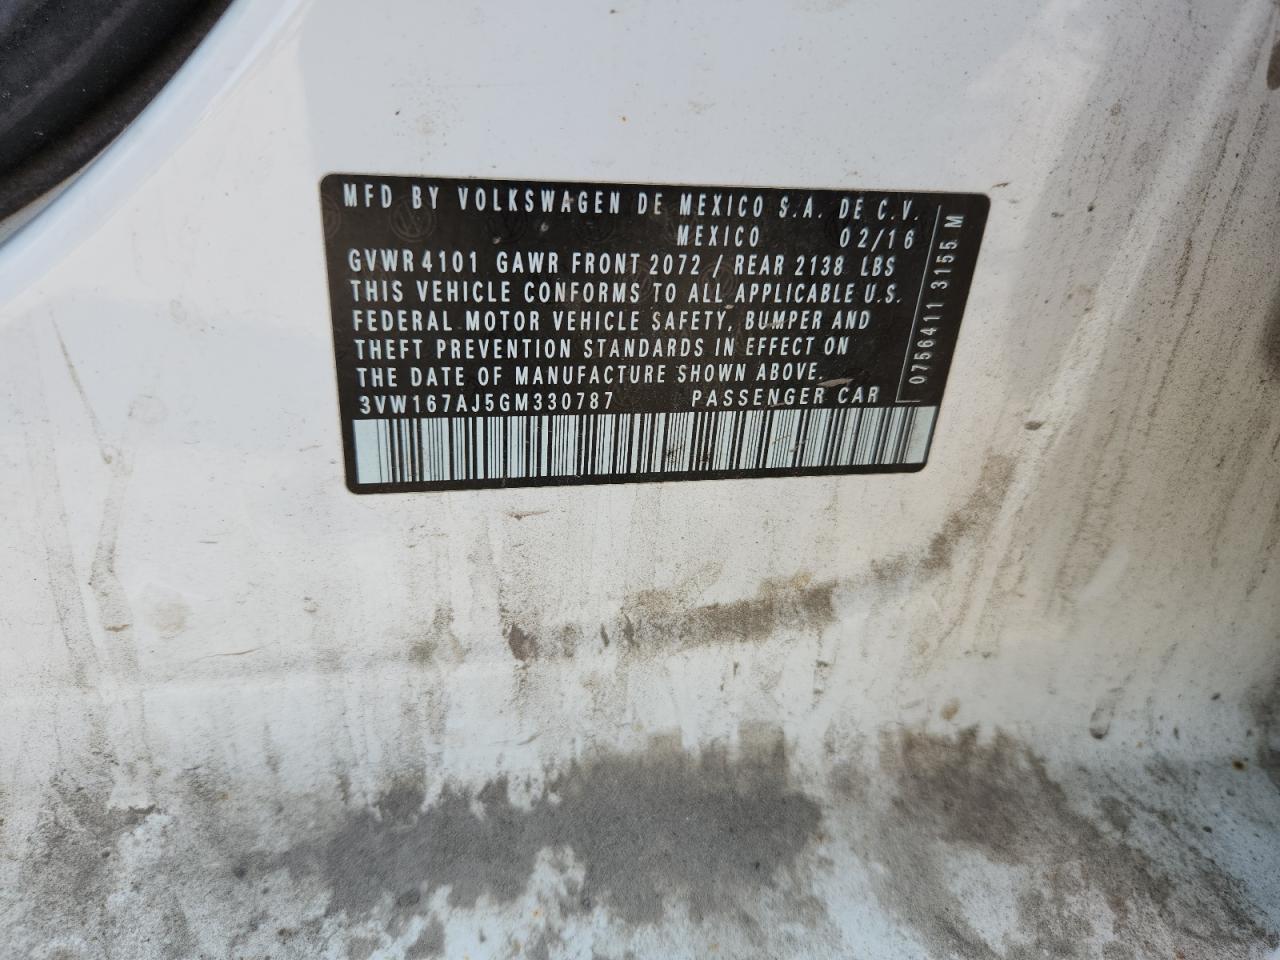 MFD BY VOLKSWAGEN DE MEXICO S.A. DE C.V.
MEXICO 02/16
GVWR 4101 GAWR FRONT 2072 / REAR 2138 LBS
THIS VEHICLE CONFORMS TO ALL APPLICABLE U.S.
FEDERAL MOTOR VEHICLE SAFETY, BUMPER AND
THEFT PREVENTION STANDARDS IN EFFECT ON
THE DATE OF MANUFACTURE SHOWN ABOVE.
3VW167AJ5GM330787 PASSENGER CAR
0756411 3155 M